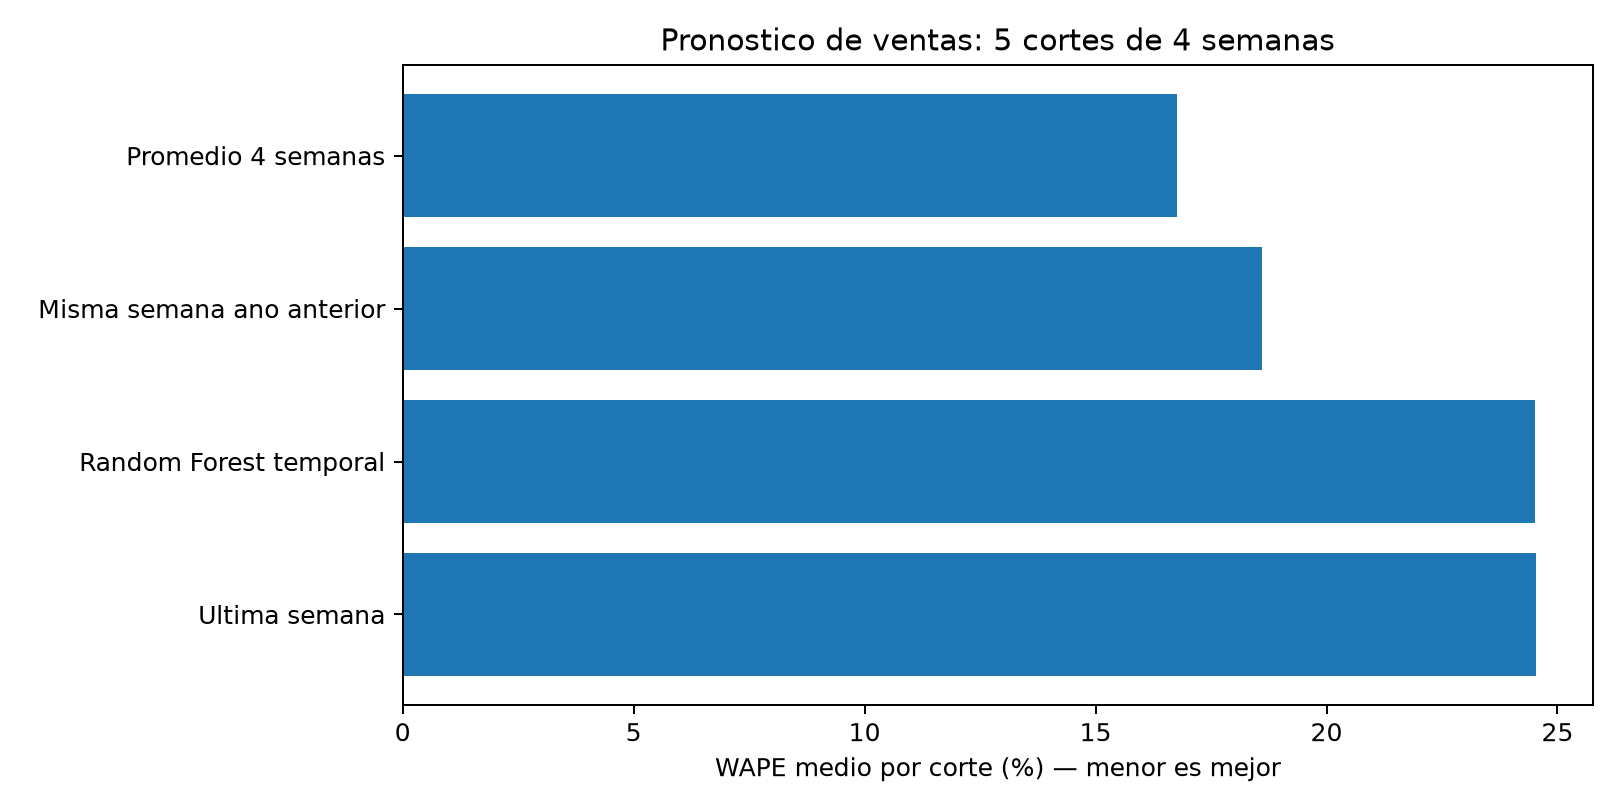 Pronostico de ventas: 5 cortes de 4 semanas
Promedio 4 semanas
Misma semana ano anterior
Random Forest temporal
Ultima semana
0 5 10 15 20 25
WAPE medio por corte (%) — menor es mejor